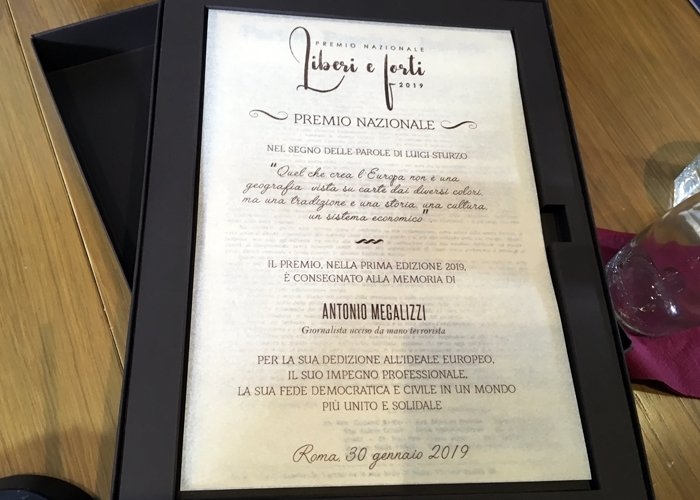 PREMIO NAZIONALE
Liberi e forti
2019
PREMIO NAZIONALE
NEL SEGNO DELLE PAROLE DI LUIGI STURZO
"Quel che crea l'Europa non e una
geografia vista su carte dai diversi colori,
ma una tradizione e una storia, una cultura,
un sistema economico".
IL PREMIO, NELLA PRIMA EDIZIONE 2019,
È CONSEGNATO ALLA MEMORIA DI
ANTONIO MEGALIZZI
Giornalista ucciso da mano terrorista
PER LA SUA DEDIZIONE ALL'IDEALE EUROPEO,
IL SUO IMPEGNO PROFESSIONALE,
LA SUA FEDE DEMOCRATICA E CIVILE IN UN MONDO
PIÙ UNITO E SOLIDALE
Roma, 30 gennaio 2019